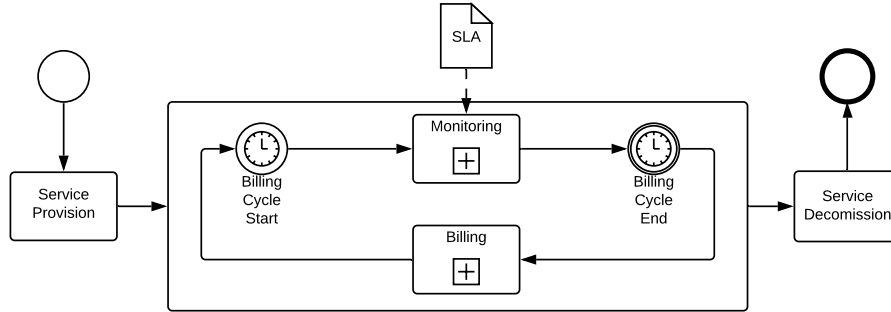 SLA
Monitoring
Service
Provision
Billing
Cycle
Start
Billing
Cycle
End
Service
Decomission
Billing